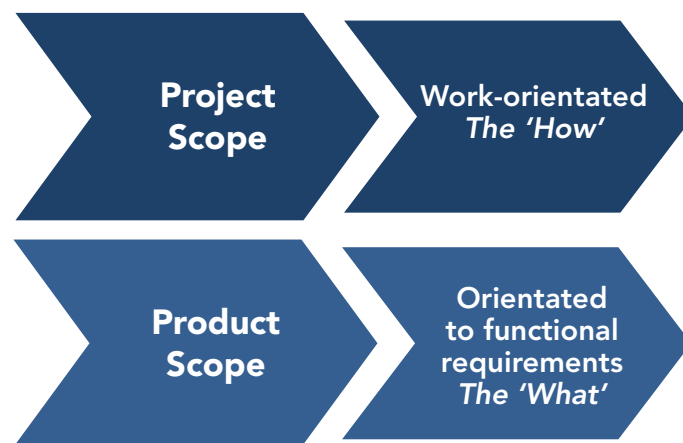 Project
Scope
Work-orientated
The ‘How’
Product
Scope
Orientated
to functional
requirements
The ‘What’